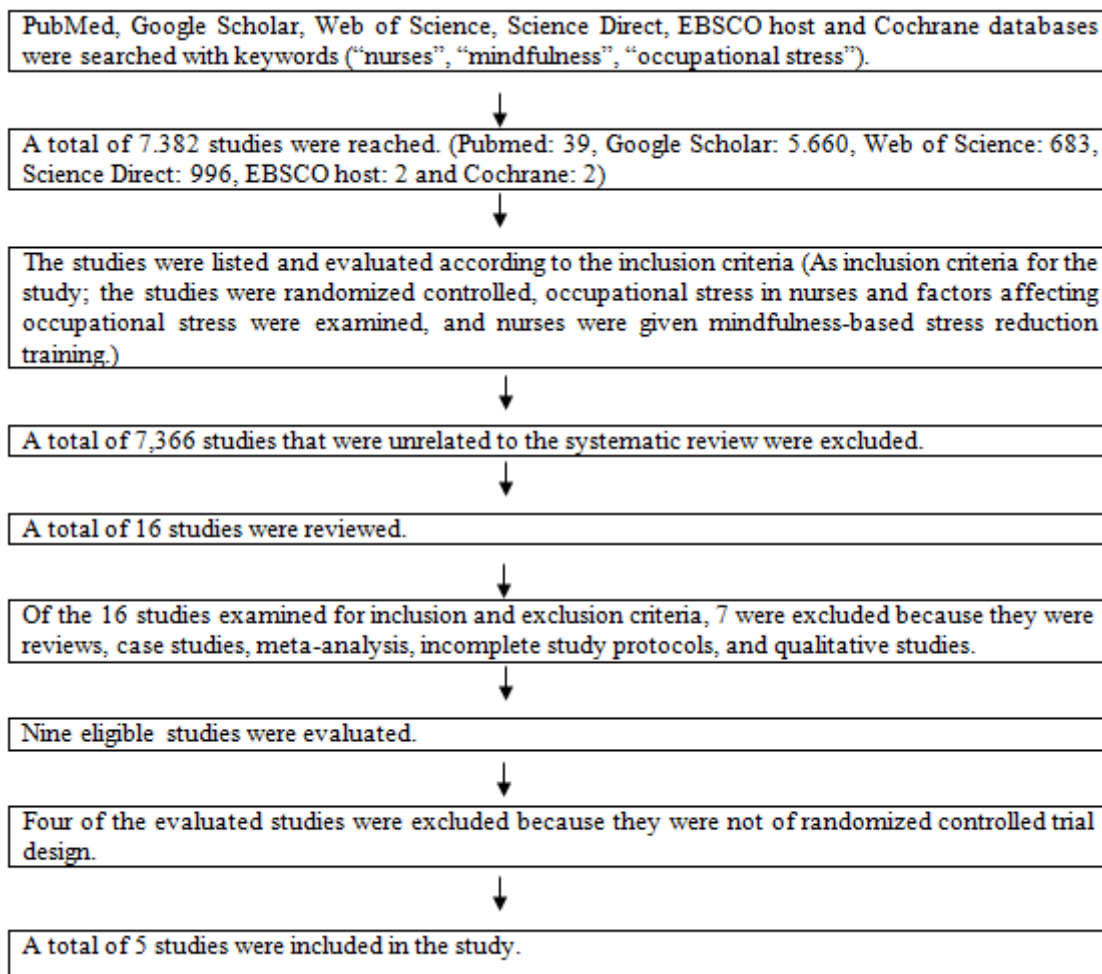 PubMed, Google Scholar, Web of Science, Science Direct, EBSCO host and Cochrane databases
were searched with keywords (“nurses”, “mindfulness”, “occupational stress”).
A total of 7.382 studies were reached. (Pubmed: 39, Google Scholar: 5.660, Web of Science: 683,
Science Direct: 996, EBSCO host: 2 and Cochrane: 2)
The studies were listed and evaluated according to the inclusion criteria (As inclusion criteria for the
study; the studies were randomized controlled, occupational stress in nurses and factors affecting
occupational stress were examined, and nurses were given mindfulness-based stress reduction
training.)
A total of 7,366 studies that were unrelated to the systematic review were excluded.
A total of 16 studies were reviewed.
Of the 16 studies examined for inclusion and exclusion criteria, 7 were excluded because they were
reviews, case studies, meta-analysis, incomplete study protocols, and qualitative studies.
Nine eligible studies were evaluated.
Four of the evaluated studies were excluded because they were not of randomized controlled trial
design.
A total of 5 studies were included in the study.